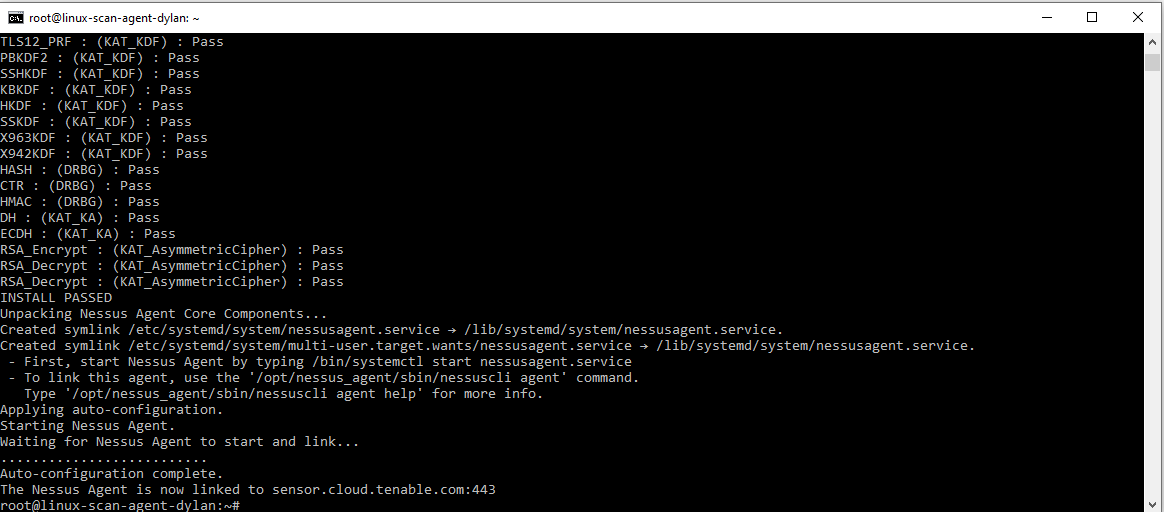 root@linux-scan-agent-dylan: ~
TLS12_PRF : (KAT_KDF) : Pass
PBKDF2 : (KAT_KDF) : Pass
SSHKDF : (KAT_KDF) : Pass
KBKDF : (KAT_KDF) : Pass
HKDF : (KAT_KDF) : Pass
SSKDF : (KAT_KDF) : Pass
X963KDF : (KAT_KDF) : Pass
X942KDF : (KAT_KDF) : Pass
HASH : (DRBG) : Pass
CTR : (DRBG) : Pass
HMAC : (DRBG) : Pass
DH : (KAT_KA) : Pass
ECDH : (KAT_KA) : Pass
RSA_Encrypt : (KAT_AsymmetricCipher) : Pass
RSA_Decrypt : (KAT_AsymmetricCipher) : Pass
RSA_Decrypt : (KAT_AsymmetricCipher) : Pass
INSTALL PASSED
Unpacking Nessus Agent Core Components...
Created symlink /etc/systemd/system/nessusagent.service → /lib/systemd/system/nessusagent.service.
Created symlink /etc/systemd/system/multi-user.target.wants/nessusagent.service → /lib/systemd/system/nessusagent.service.
 - First, start Nessus Agent by typing /bin/systemctl start nessusagent.service
 - To link this agent, use the '/opt/nessus_agent/sbin/nessuscli agent' command.
   Type '/opt/nessus_agent/sbin/nessuscli agent help' for more info.
Applying auto-configuration.
Starting Nessus Agent.
Waiting for Nessus Agent to start and link...
..........................
Auto-configuration complete.
The Nessus Agent is now linked to sensor.cloud.tenable.com:443
root@linux-scan-agent-dylan:~#